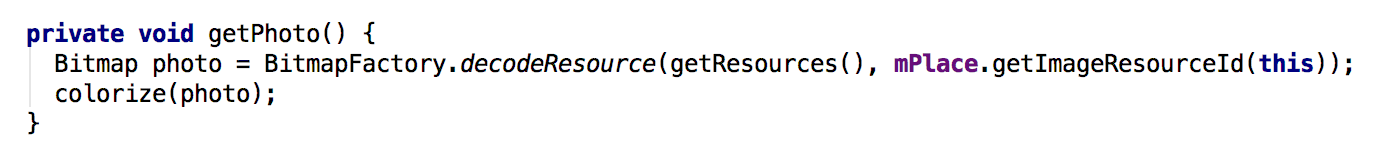 private void getPhoto() {
  Bitmap photo = BitmapFactory.decodeResource(getResources(), mPlace.getImageResourceId(this));
  colorize(photo);
}